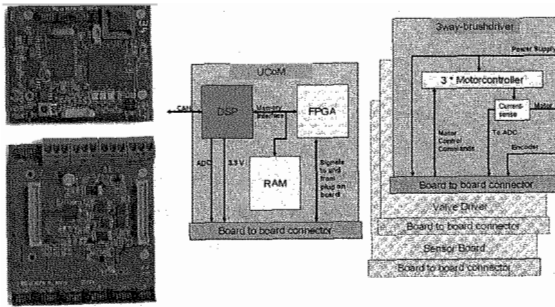 UCoM
DSP
CAN
Memory
Interface
FPGA
ADC
3.3 V
RAM
Signals
to and
from
plug on
board
Board to board connector
3way-brushdriver
Power Supply
3 * Motorcontroller
Current-
sense
Motor
To ADC
Motor
Control
Commands
Encoder
Board to board connector
Valve Driver
Board to board connector
Sensor Board
Board to board connector